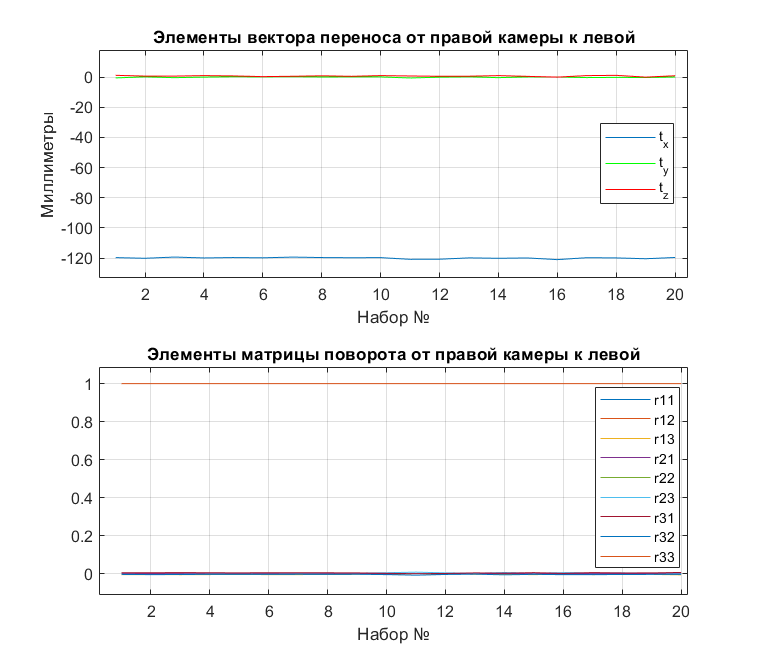 Элементы вектора переноса от правой камеры к левой
Миллиметры
0
-20
-40
-60
-80
-100
-120
t_x
t_y
t_z
2 4 6 8 10 12 14 16 18 20
Набор №
Элементы матрицы поворота от правой камеры к левой
1
0.8
0.6
0.4
0.2
0
r11
r12
r13
r21
r22
r23
r31
r32
r33
2 4 6 8 10 12 14 16 18 20
Набор №